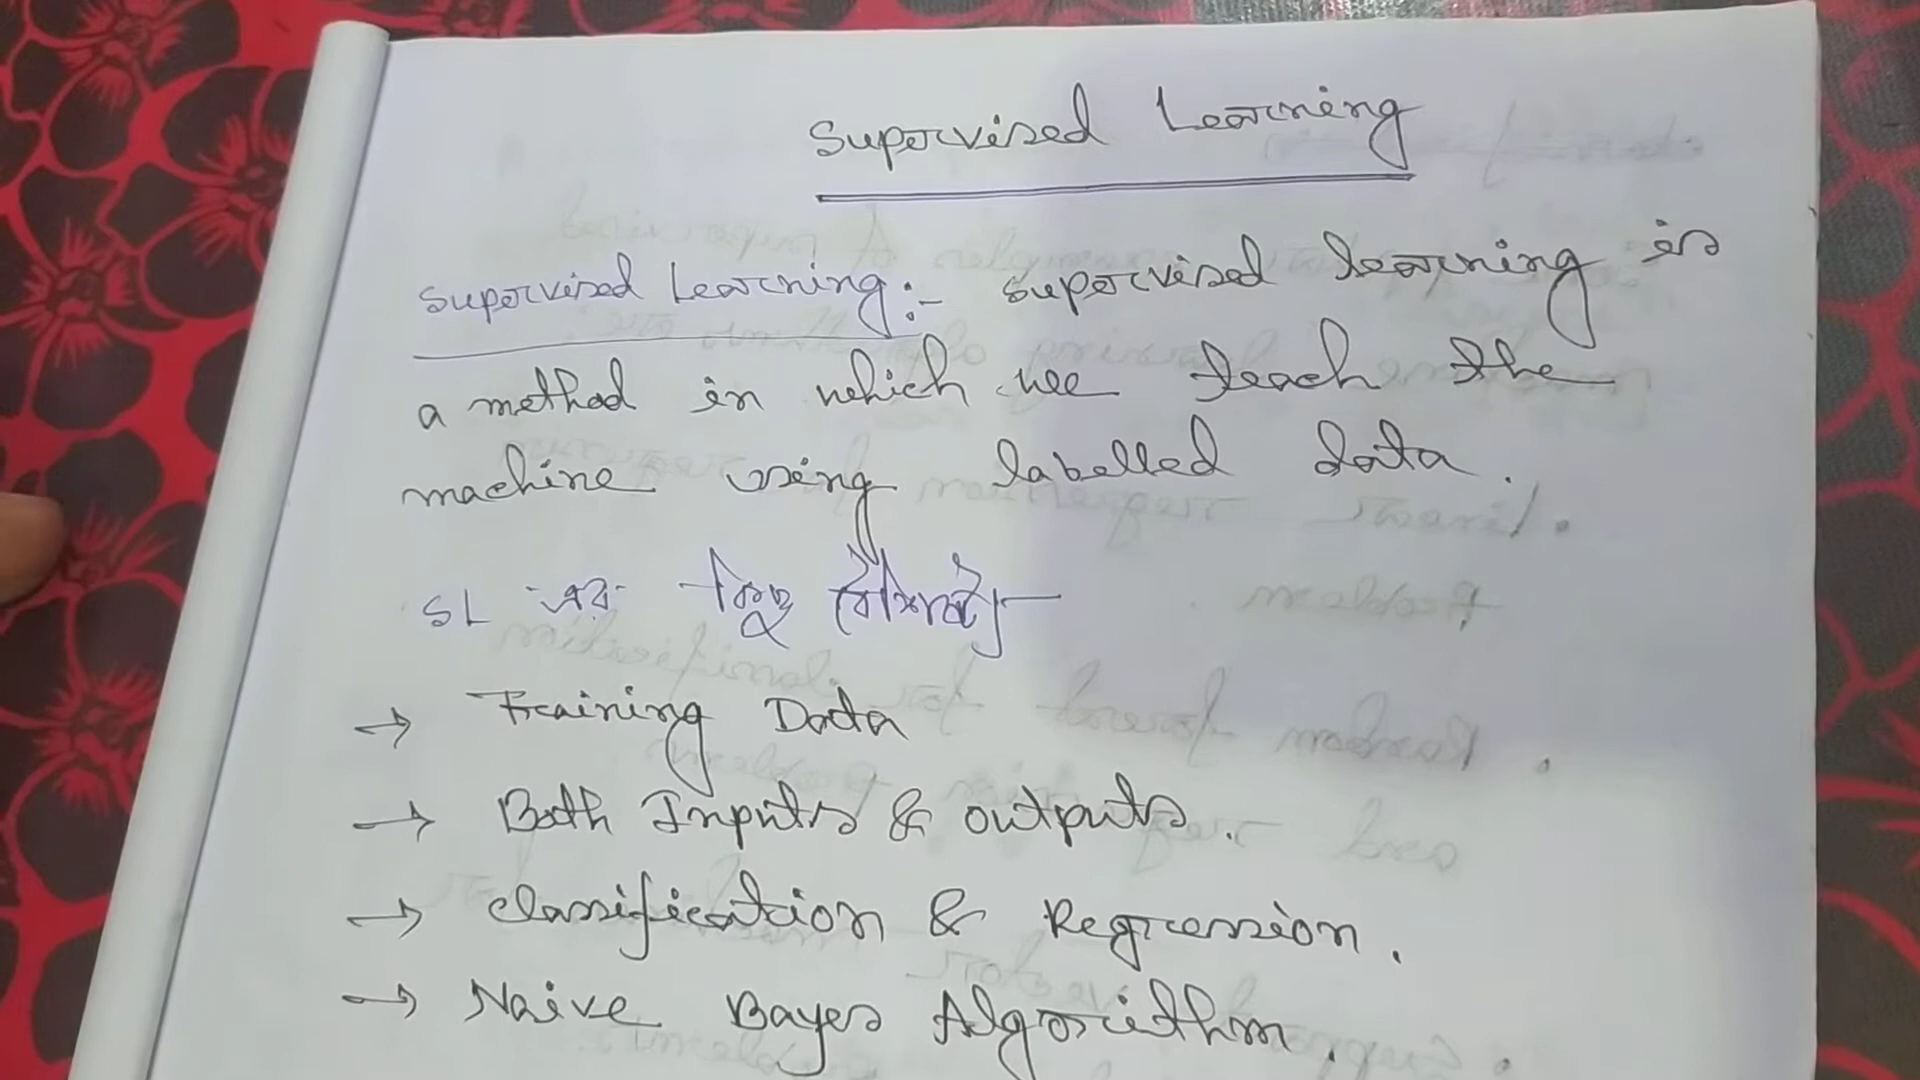 Supervised Learning
Supervised Learning:- Supervised learning is
a method in which we teach the
machine using labelled data.
SL এর কিছু বৈশিষ্ট্য—
→ Training Data
→ Both Inputs & outputs.
→ Classification & Regression.
→ Naive Bayes Algorithm.